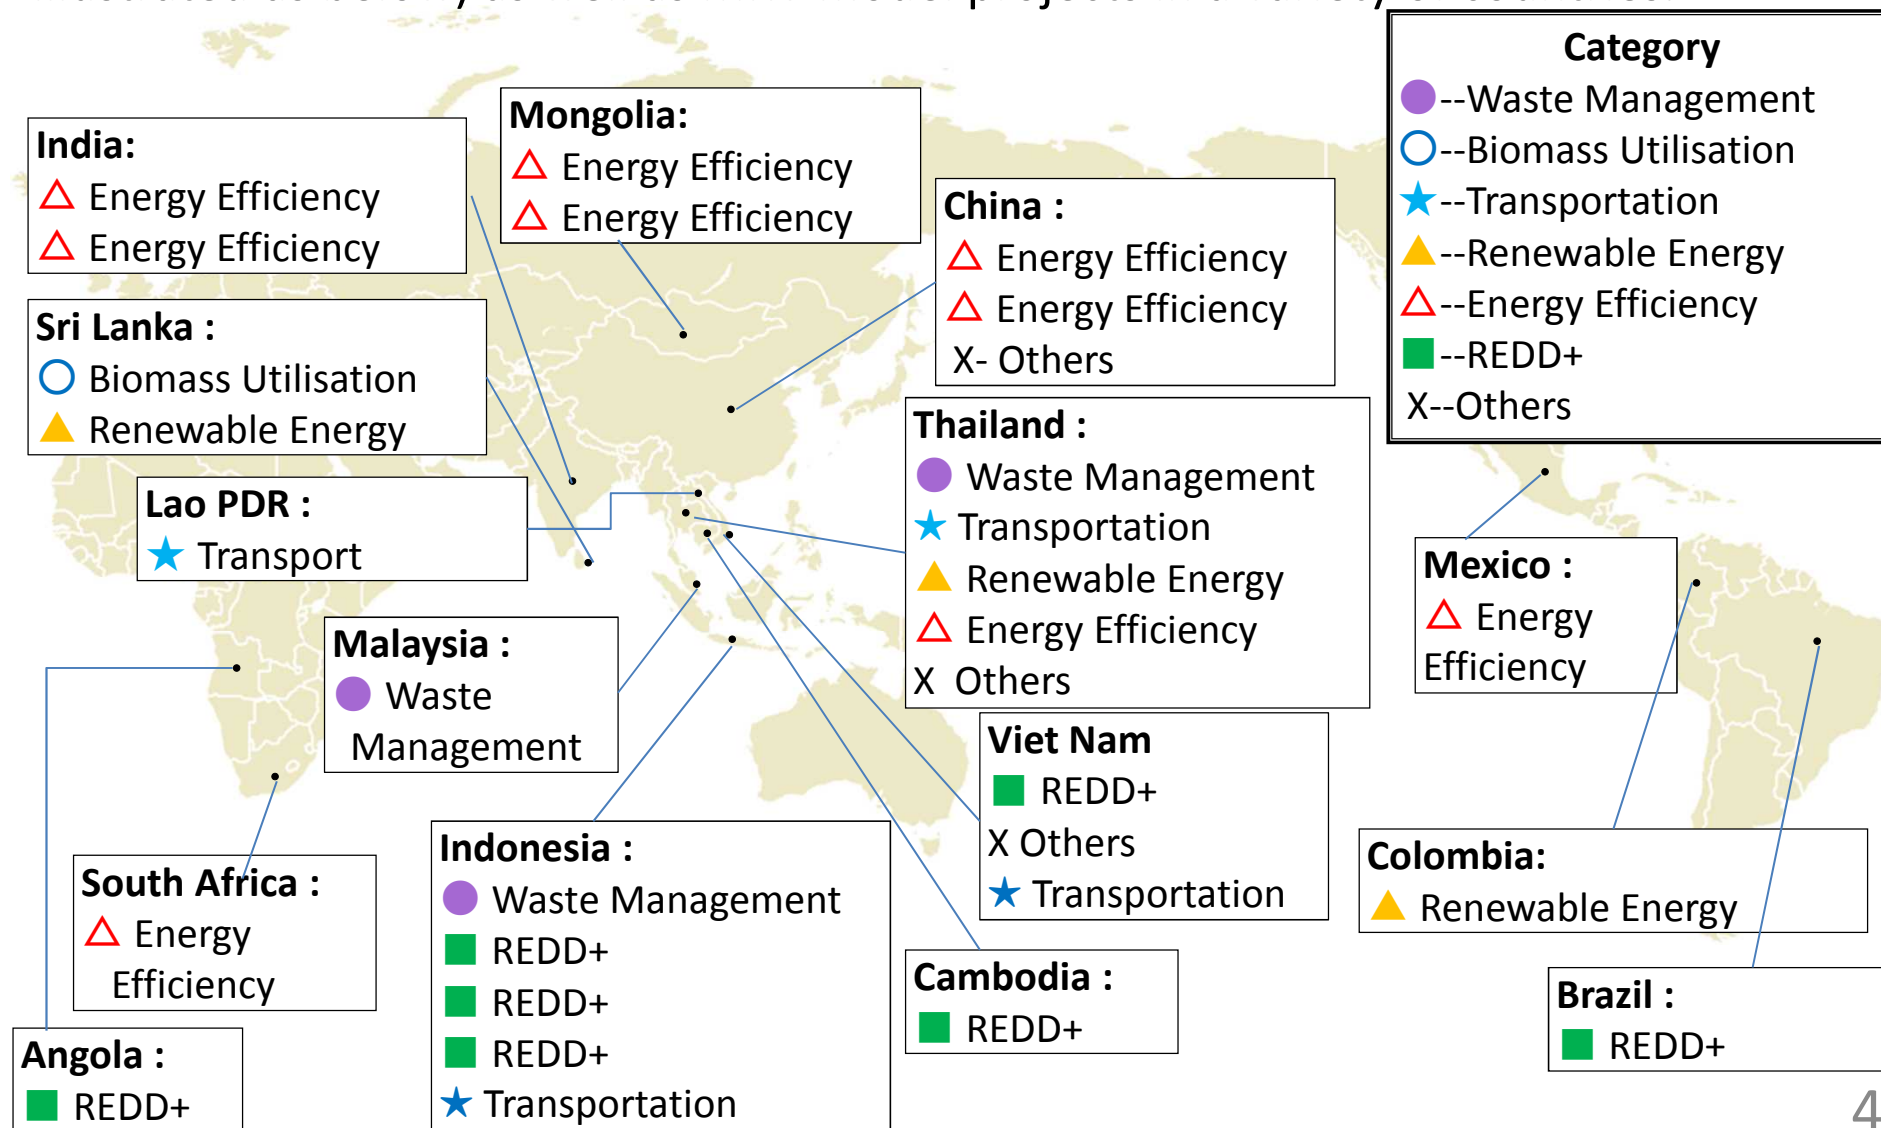 Category
--Waste Management
--Biomass Utilisation
--Transportation
--Renewable Energy
--Energy Efficiency
--REDD+
X--Others
India:
Energy Efficiency
Energy Efficiency
Mongolia:
Energy Efficiency
Energy Efficiency
China :
Energy Efficiency
Energy Efficiency
X- Others
Sri Lanka :
Biomass Utilisation
Renewable Energy
Thailand :
Waste Management
Transportation
Renewable Energy
Energy Efficiency
X Others
Lao PDR :
Transport
Mexico :
Energy
Efficiency
Malaysia :
Waste
Management
Viet Nam
REDD+
X Others
Transportation
Indonesia :
Waste Management
REDD+
REDD+
REDD+
Transportation
Colombia:
Renewable Energy
South Africa :
Energy
Efficiency
Cambodia :
REDD+
Brazil :
REDD+
Angola :
REDD+
4